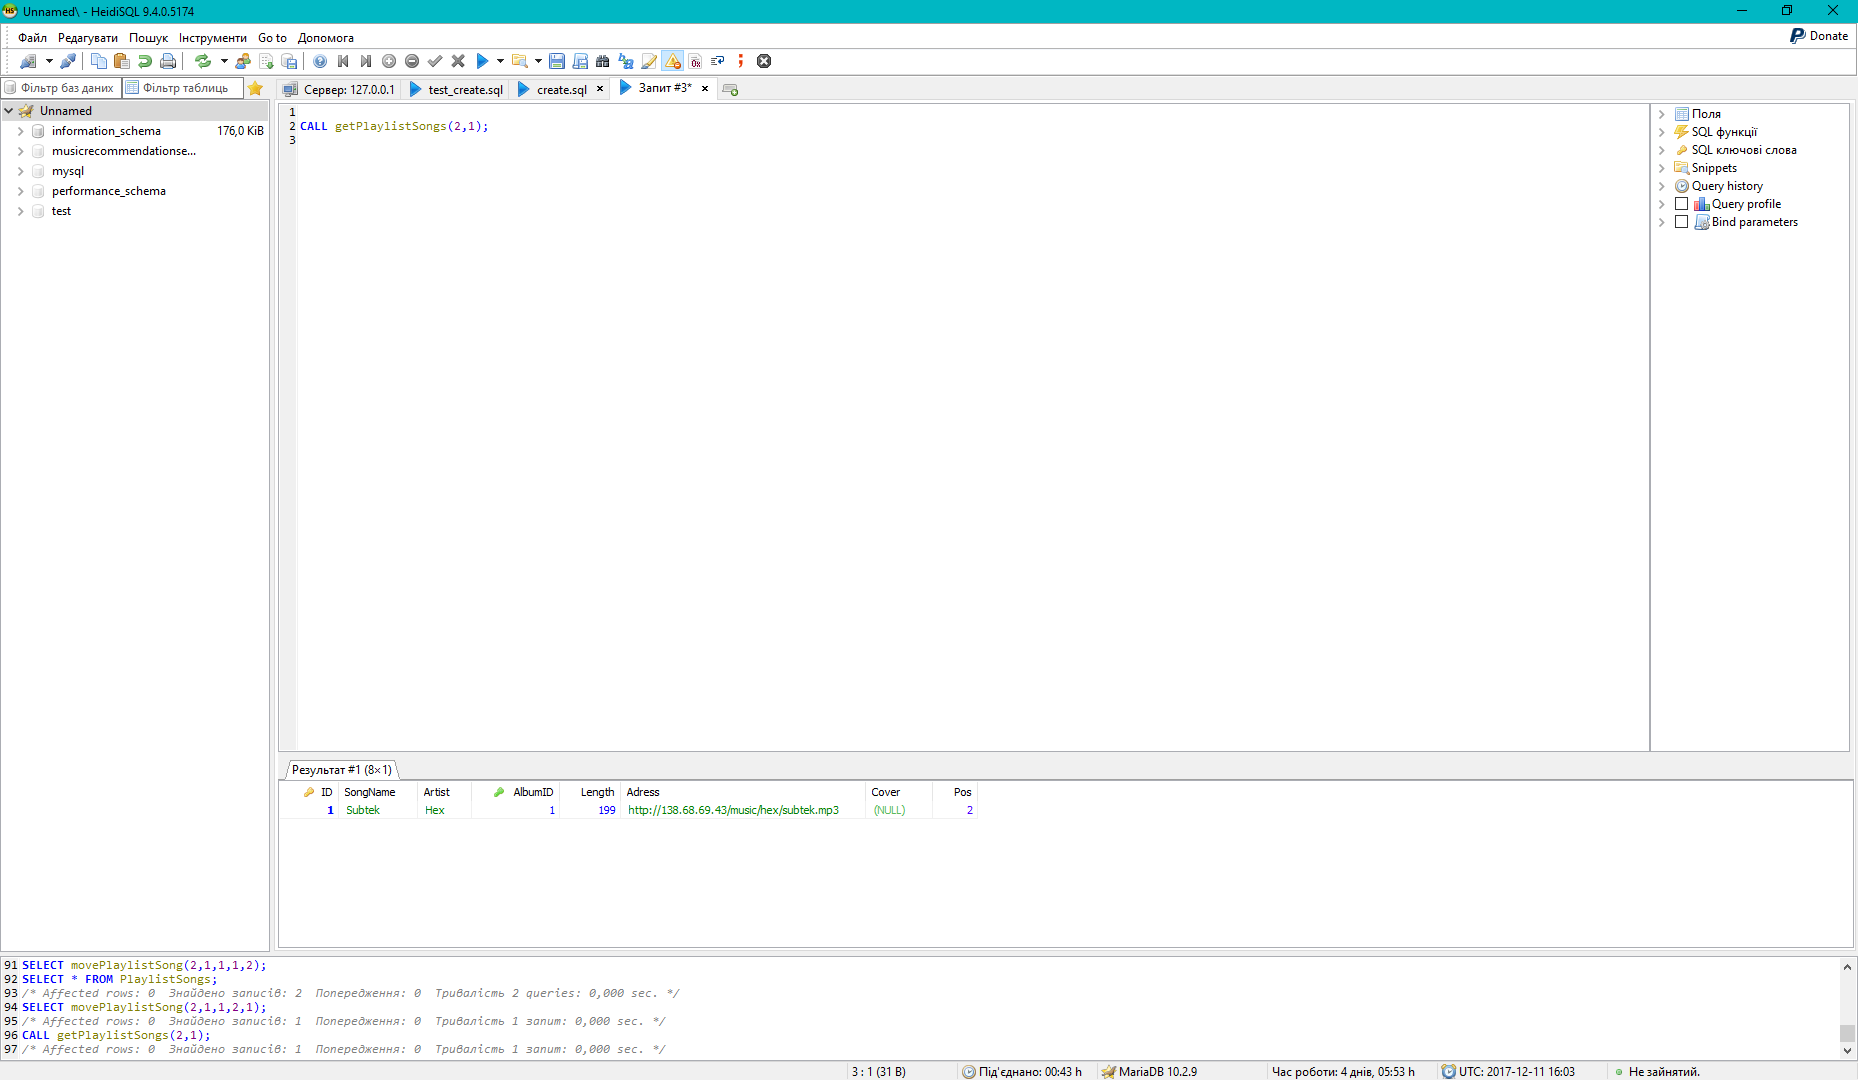 Unnamed\ - HeidiSQL 9.4.0.5174
Файл Редагувати Пошук Інструменти Go to Допомога
Donate
Фільтр баз даних Фільтр таблиць
Сервер: 127.0.0.1 test_create.sql create.sql Запит #3*
Unnamed
information_schema 176,0 KiB
musicrecommendationse...
mysql
performance_schema
test
1
2 CALL getPlaylistSongs(2,1);
3
Поля
SQL функції
SQL ключові слова
Snippets
Query history
Query profile
Bind parameters
Результат #1 (8×1)
ID SongName Artist AlbumID Length Adress Cover Pos
1 Subtek Hex 1 199 http://138.68.69.43/music/hex/subtek.mp3 (NULL) 2
91 SELECT movePlaylistSong(2,1,1,1,2);
92 SELECT * FROM PlaylistSongs;
93 /* Affected rows: 0 Знайдено записів: 2 Попередження: 0 Тривалість 2 queries: 0,000 sec. */
94 SELECT movePlaylistSong(2,1,1,2,1);
95 /* Affected rows: 0 Знайдено записів: 1 Попередження: 0 Тривалість 1 запит: 0,000 sec. */
96 CALL getPlaylistSongs(2,1);
97 /* Affected rows: 0 Знайдено записів: 1 Попередження: 0 Тривалість 1 запит: 0,000 sec. */
3 : 1 (31 B) Під'єднано: 00:43 h MariaDB 10.2.9 Час роботи: 4 днів, 05:53 h UTC: 2017-12-11 16:03 Не зайнятий.